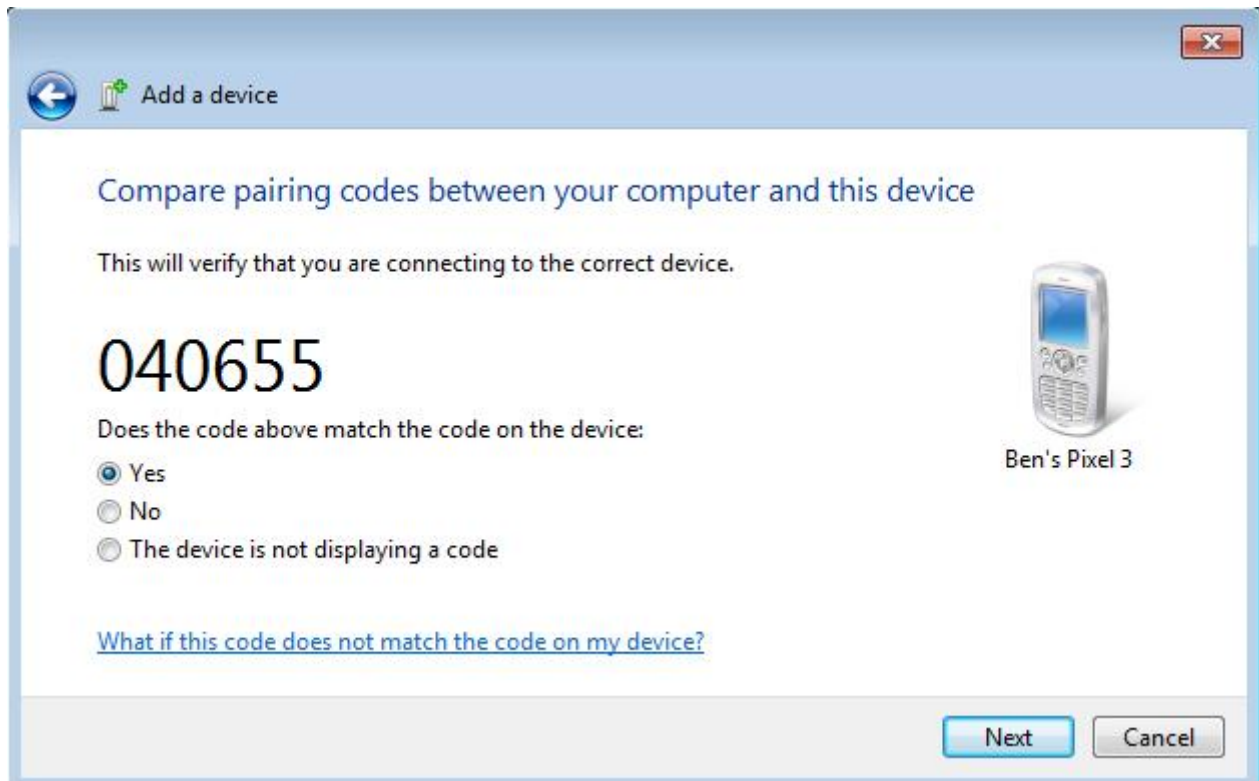 Add a device
Compare pairing codes between your computer and this device
This will verify that you are connecting to the correct device.
040655
Does the code above match the code on the device:
Yes
No
The device is not displaying a code
Ben's Pixel 3
What if this code does not match the code on my device?
Next
Cancel